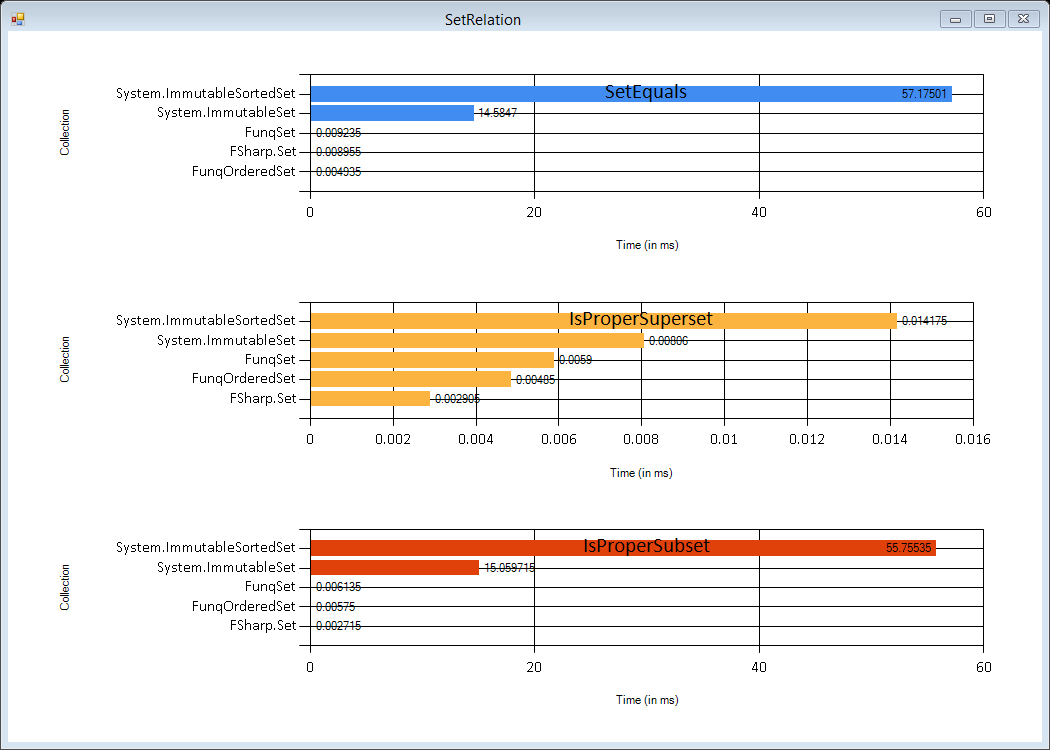 SetRelation
SetEquals
Collection
System.ImmutableSortedSet 57.17501
System.ImmutableSet 14.5847
FunqSet 0.009235
FSharp.Set 0.008955
FunqOrderedSet 0.004935
0 20 40 60
Time (in ms)
IsProperSuperset
Collection
System.ImmutableSortedSet 0.014175
System.ImmutableSet 0.00806
FunqSet 0.0059
FunqOrderedSet 0.00485
FSharp.Set 0.002905
0 0.002 0.004 0.006 0.008 0.01 0.012 0.014 0.016
Time (in ms)
IsProperSubset
Collection
System.ImmutableSortedSet 55.75535
System.ImmutableSet 15.059715
FunqSet 0.006135
FunqOrderedSet 0.00575
FSharp.Set 0.002715
0 20 40 60
Time (in ms)